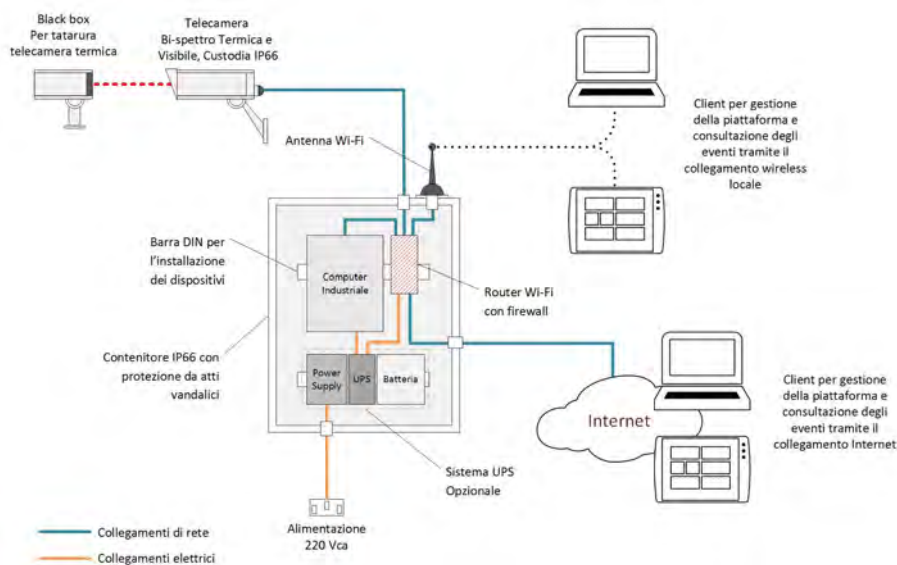 Black box
Per tatarura
telecamera termica
Telecamera
Bi-spettro Termica e
Visibile, Custodia IP66
Antenna Wi-Fi
Client per gestione
della piattaforma e
consultazione degli
eventi tramite il
collegamento wireless
locale
Barra DIN per
l'installazione
dei dispositivi
Computer
Industriale
Router Wi-Fi
con firewall
Contenitore IP66 con
protezione da atti
vandalici
Power
Supply
UPS
Batteria
Internet
Client per gestione
della piattaforma e
consultazione degli
eventi tramite il
collegamento Internet
Sistema UPS
Opzionale
Alimentazione
220 Vca
Collegamenti di rete
Collegamenti elettrici